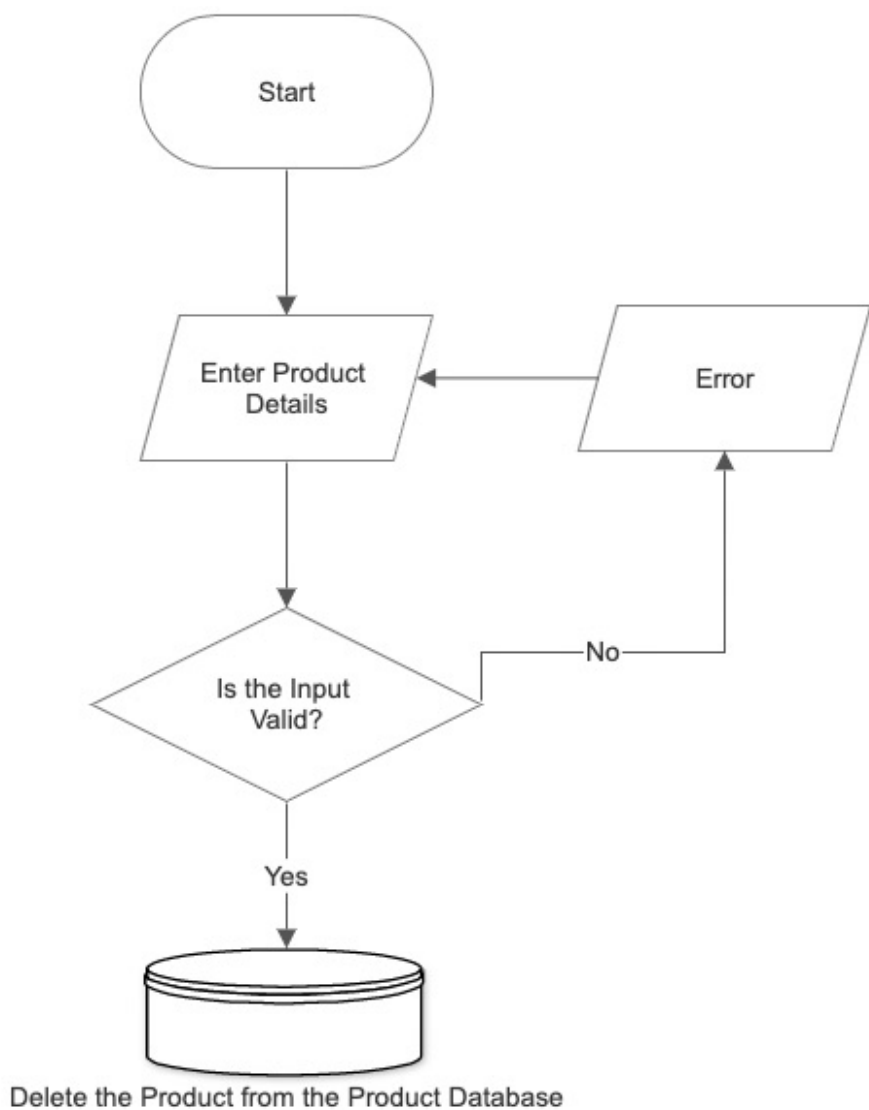 Start
Enter Product
Details
Error
Is the Input
Valid?
No
Yes
Delete the Product from the Product Database